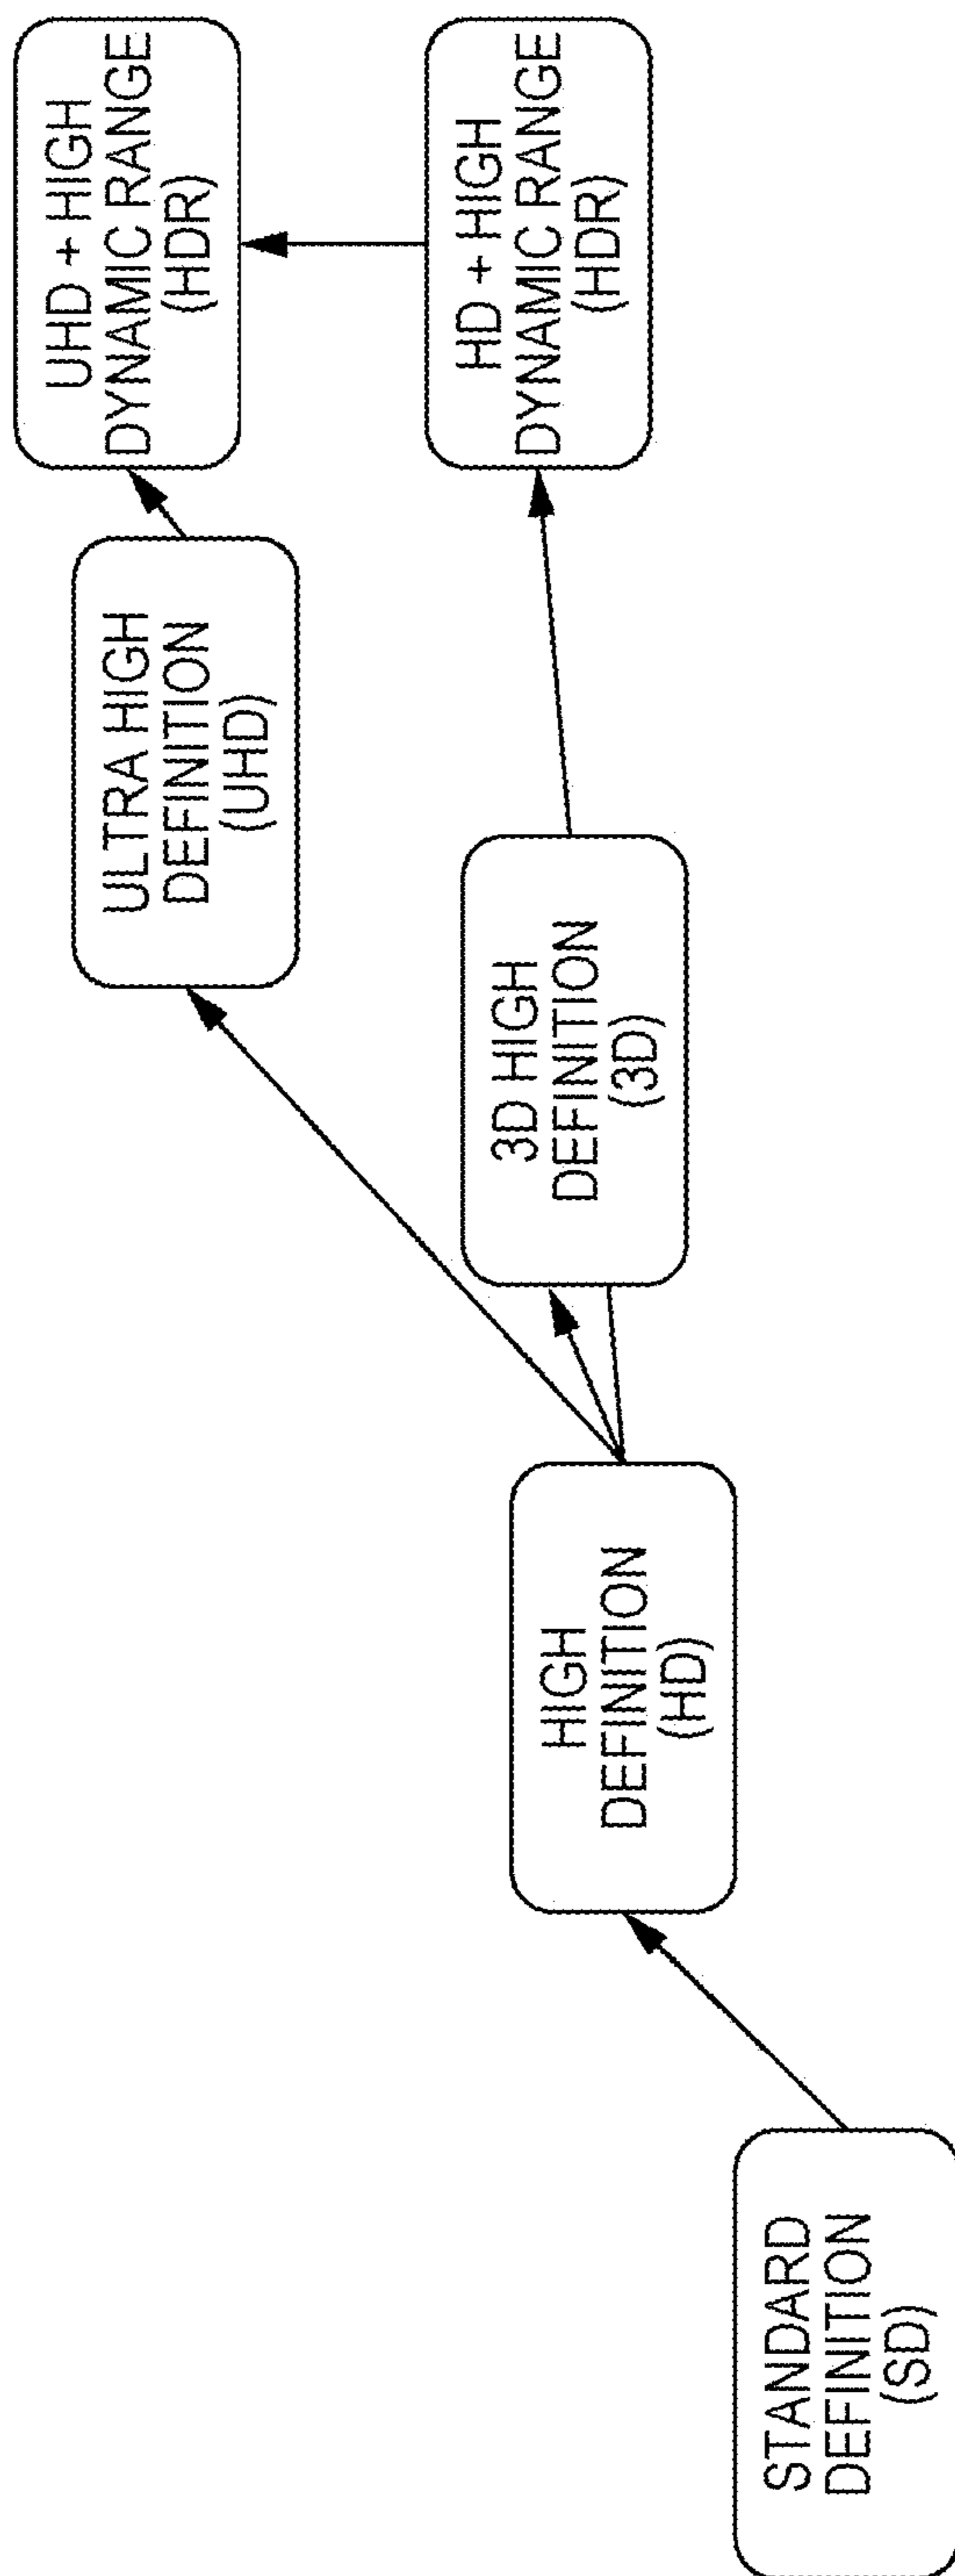 STANDARD
DEFINITION
(SD)
HIGH
DEFINITION
(HD)
3D HIGH
DEFINITION
(3D)
ULTRA HIGH
DEFINITION
(UHD)
UHD + HIGH
DYNAMIC RANGE
(HDR)
HD + HIGH
DYNAMIC RANGE
(HDR)